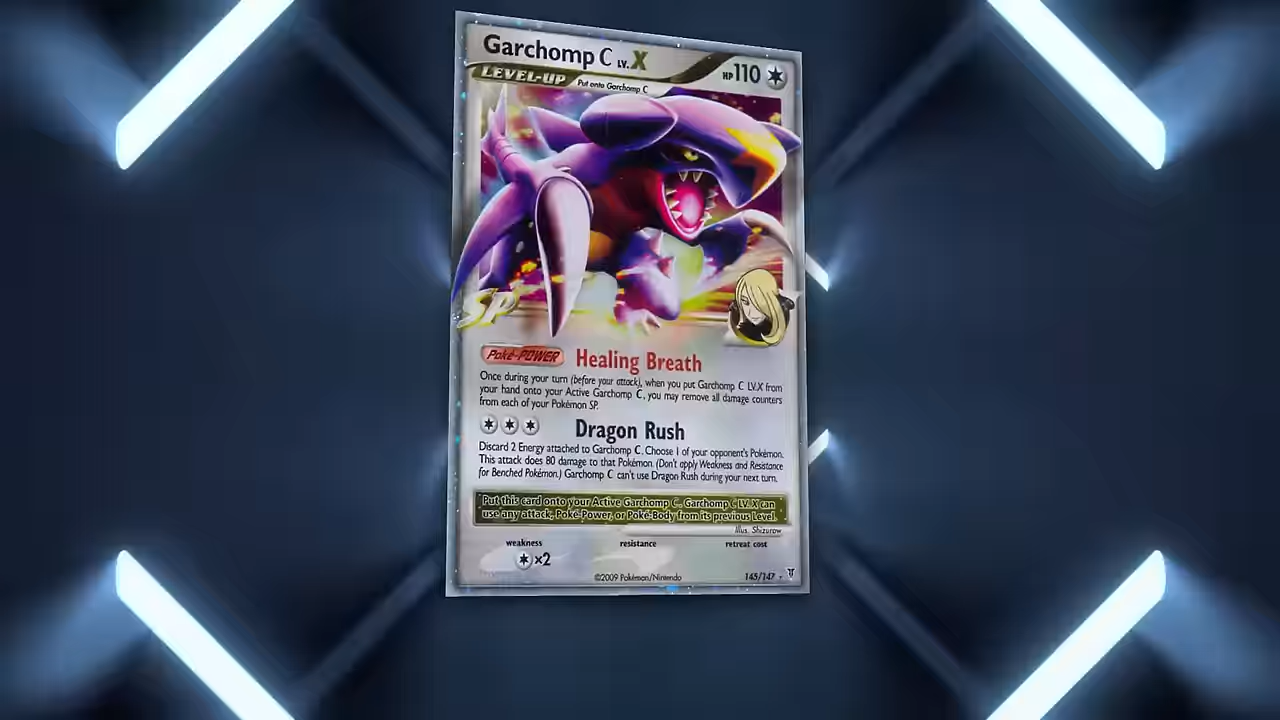 Garchomp C LV.X
HP 110
LEVEL-UP Put onto Garchomp C
SP
Poké-POWER Healing Breath
Once during your turn (before your attack), when you put Garchomp C LV.X from
your hand onto your Active Garchomp C, you may remove all damage counters
from each of your Pokémon SP.
Dragon Rush
Discard 2 Energy attached to Garchomp C. Choose 1 of your opponent's Pokémon.
This attack does 80 damage to that Pokémon. (Don't apply Weakness and Resistance
for Benched Pokémon.) Garchomp C can't use Dragon Rush during your next turn.
Put this card onto your Active Garchomp C. Garchomp C LV.X can
use any attack, Poké-Power, or Poké-Body from its previous Level.
Illus. Shizurow
weakness resistance retreat cost
×2
©2009 Pokémon/Nintendo 145/147